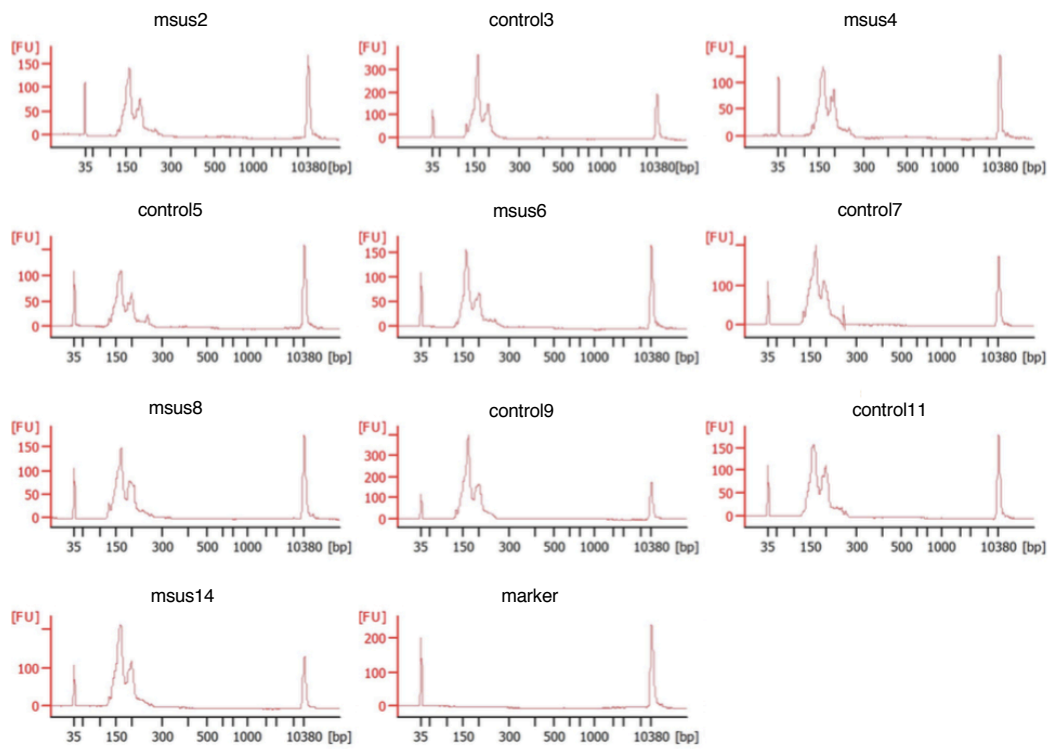 msus2 control3 msus4
[FU] [FU] [FU]
150 300 100
100 200 50
50 100 0
0 0
35 150 300 500 1000 10380[bp] 35 150 300 500 1000 10380[bp] 35 150 300 500 1000 10380[bp]
control5 msus6 control7
[FU] [FU] [FU]
100 150 100
50 100 0
0 50
0
35 150 300 500 1000 10380 [bp] 35 150 300 500 1000 10380 [bp] 35 150 300 500 1000 10380 [bp]
msus8 control9 control11
[FU] [FU] [FU]
150 300 150
100 200 100
50 100 50
0 0 0
35 150 300 500 1000 10380 [bp] 35 150 300 500 1000 10380 [bp] 35 150 300 500 1000 10380 [bp]
msus14 marker
[FU] [FU]
100 200
0 100
0
35 150 300 500 1000 10380 [bp] 35 150 300 500 1000 10380 [bp]